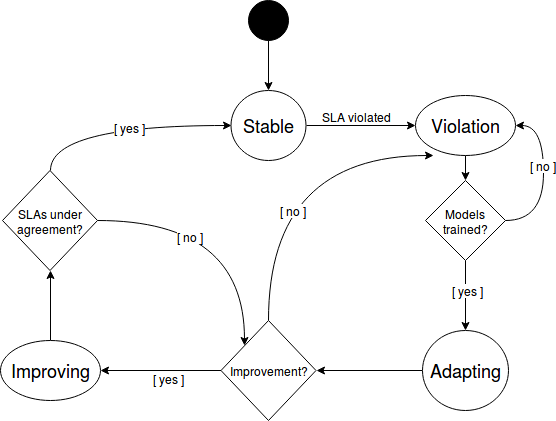 [ yes ]
Stable
SLA violated
Violation
[ no ]
SLAs under
agreement?
[ no ]
[ no ]
Models
trained?
[ yes ]
Improving
[ yes ]
Improvement?
Adapting